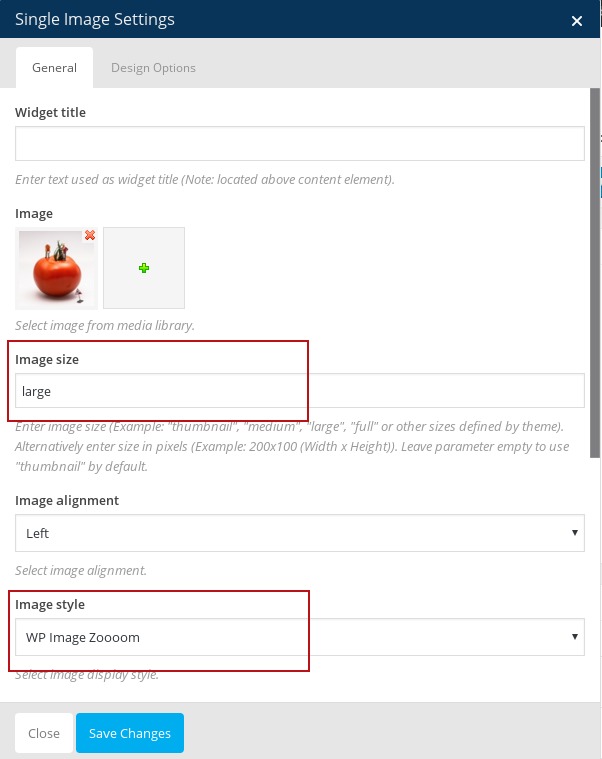 Single Image Settings
General
Design Options
Widget title
Enter text used as widget title (Note: located above content element).
Image
Select image from media library.
Image size
large
Enter image size (Example: "thumbnail", "medium", "large", "full" or other sizes defined by theme).
Alternatively enter size in pixels (Example: 200x100 (Width x Height)). Leave parameter empty to use
"thumbnail" by default.
Image alignment
Left
Select image alignment.
Image style
WP Image Zoooom
Select image display style.
Close
Save Changes